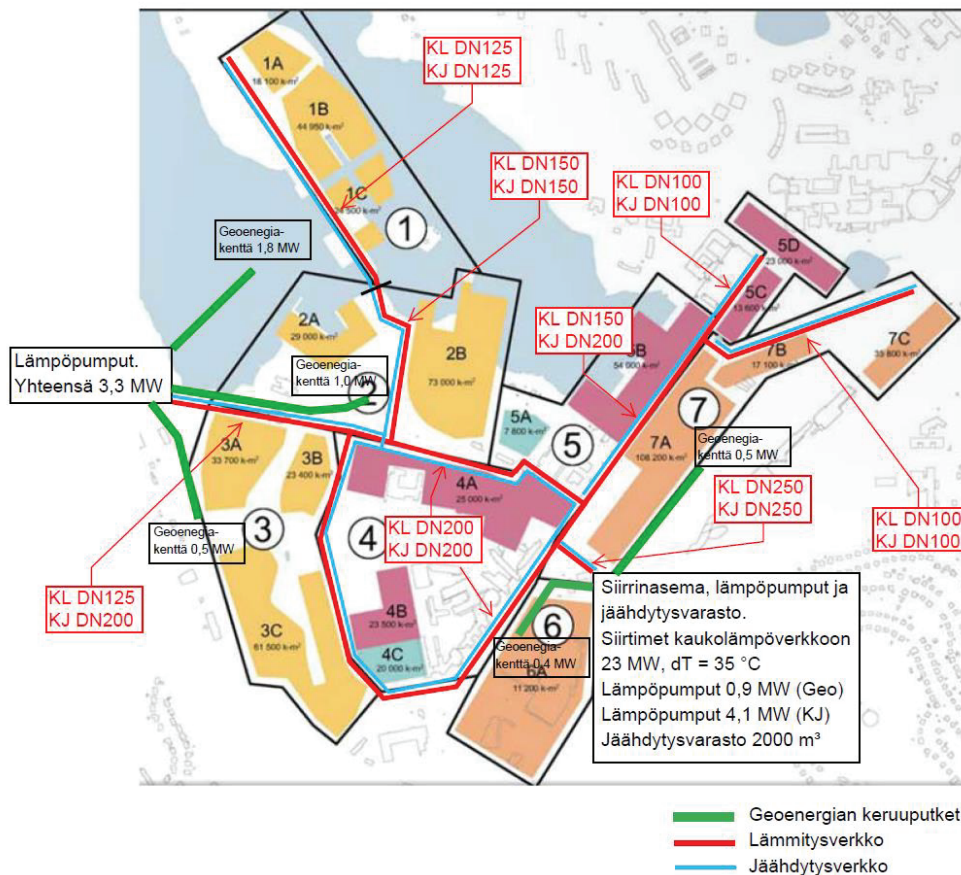 KL DN125
KJ DN125
1A
18 100 k-m²
1B
44 950 k-m²
1C
24 500 k-m²
1
KL DN150
KJ DN150
KL DN100
KJ DN100
Geoenegia-
kenttä 1,8 MW
5D
23 000 k-m²
5C
13 600 k-m²
2A
29 000 k-m²
2B
73 000 k-m²
KL DN150
KJ DN200
5B
54 000 k-m²
7B
17 100 k-m²
7C
39 800 k-m²
Lämpöpumput.
Yhteensä 3,3 MW
Geoenegia-
kenttä 1,0 MW
2
5A
7 800 k-m²
5
7
7A
108 200 k-m²
Geoenegia-
kenttä 0,5 MW
3A
33 700 k-m²
3B
23 400 k-m²
4A
25 000 k-m²
KL DN250
KJ DN250
KL DN100
KJ DN100
Geoenegia-
kenttä 0,5 MW
3
4
KL DN200
KJ DN200
KL DN125
KJ DN200
3C
61 500 k-m²
4B
23 500 k-m²
4C
20 000 k-m²
6
Geoenegia-
kenttä 0,4 MW
6A
11 200 k-m²
Siirrinasema, lämpöpumput ja
jäähdytysvarasto.
Siirtimet kaukolämpöverkkoon
23 MW, dT = 35 °C
Lämpöpumput 0,9 MW (Geo)
Lämpöpumput 4,1 MW (KJ)
Jäähdytysvarasto 2000 m³
Geoenergian keruuputket
Lämmitysverkko
Jäähdytysverkko